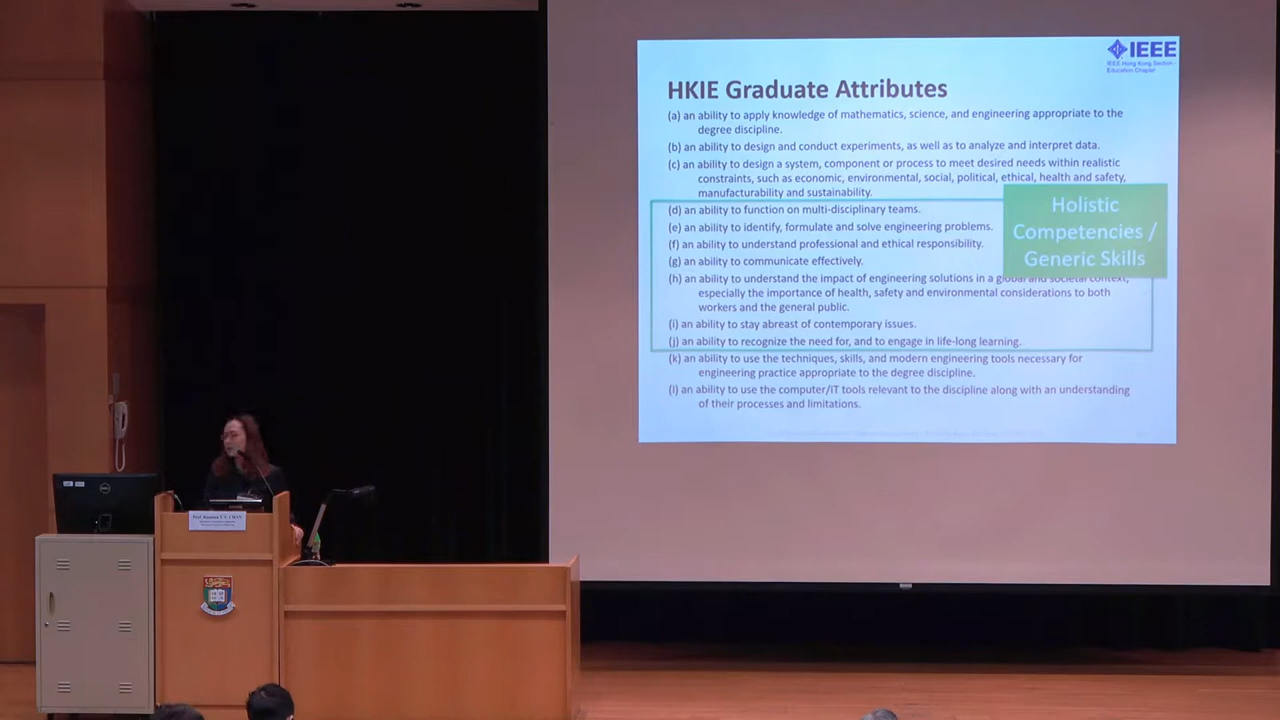 IEEE
IEEE Hong Kong Section -
Education Chapter
HKIE Graduate Attributes
(a) an ability to apply knowledge of mathematics, science, and engineering appropriate to the
degree discipline.
(b) an ability to design and conduct experiments, as well as to analyze and interpret data.
(c) an ability to design a system, component or process to meet desired needs within realistic
constraints, such as economic, environmental, social, political, ethical, health and safety,
manufacturability and sustainability.
(d) an ability to function on multi-disciplinary teams.
(e) an ability to identify, formulate and solve engineering problems.
(f) an ability to understand professional and ethical responsibility.
(g) an ability to communicate effectively.
(h) an ability to understand the impact of engineering solutions in a global and societal context,
especially the importance of health, safety and environmental considerations to both
workers and the general public.
(i) an ability to stay abreast of contemporary issues.
(j) an ability to recognize the need for, and to engage in life-long learning.
(k) an ability to use the techniques, skills, and modern engineering tools necessary for
engineering practice appropriate to the degree discipline.
(l) an ability to use the computer/IT tools relevant to the discipline along with an understanding
of their processes and limitations.
Holistic
Competencies /
Generic Skills
DELL